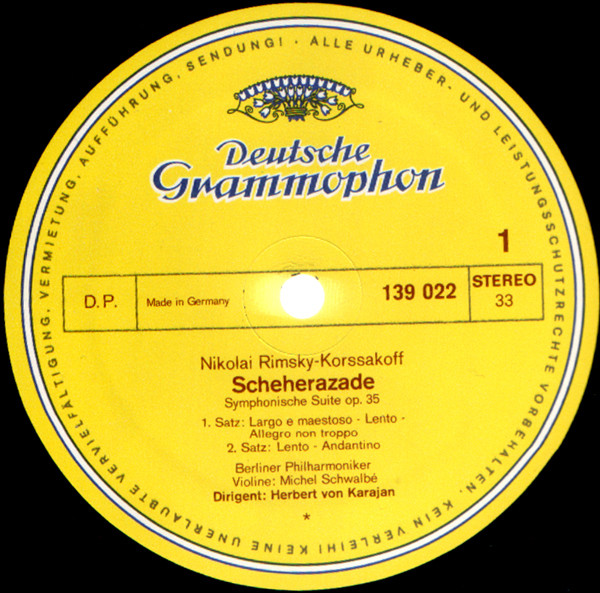 ALLE URHEBER- UND LEISTUNGSSCHUTZRECHTE VORBEHALTEN. KEIN VERLEIH! KEINE UNERLAUBTE VERVIELFÄLTIGUNG, VERMIETUNG, AUFFÜHRUNG, SENDUNG! ·
Deutsche
Grammophon
1
D.P. Made in Germany 139 022 STEREO
33
Nikolai Rimsky-Korssakoff
Scheherazade
Symphonische Suite op. 35
1. Satz: Largo e maestoso - Lento -
Allegro non troppo
2. Satz: Lento - Andantino
Berliner Philharmoniker
Violine: Michel Schwalbé
Dirigent: Herbert von Karajan
*